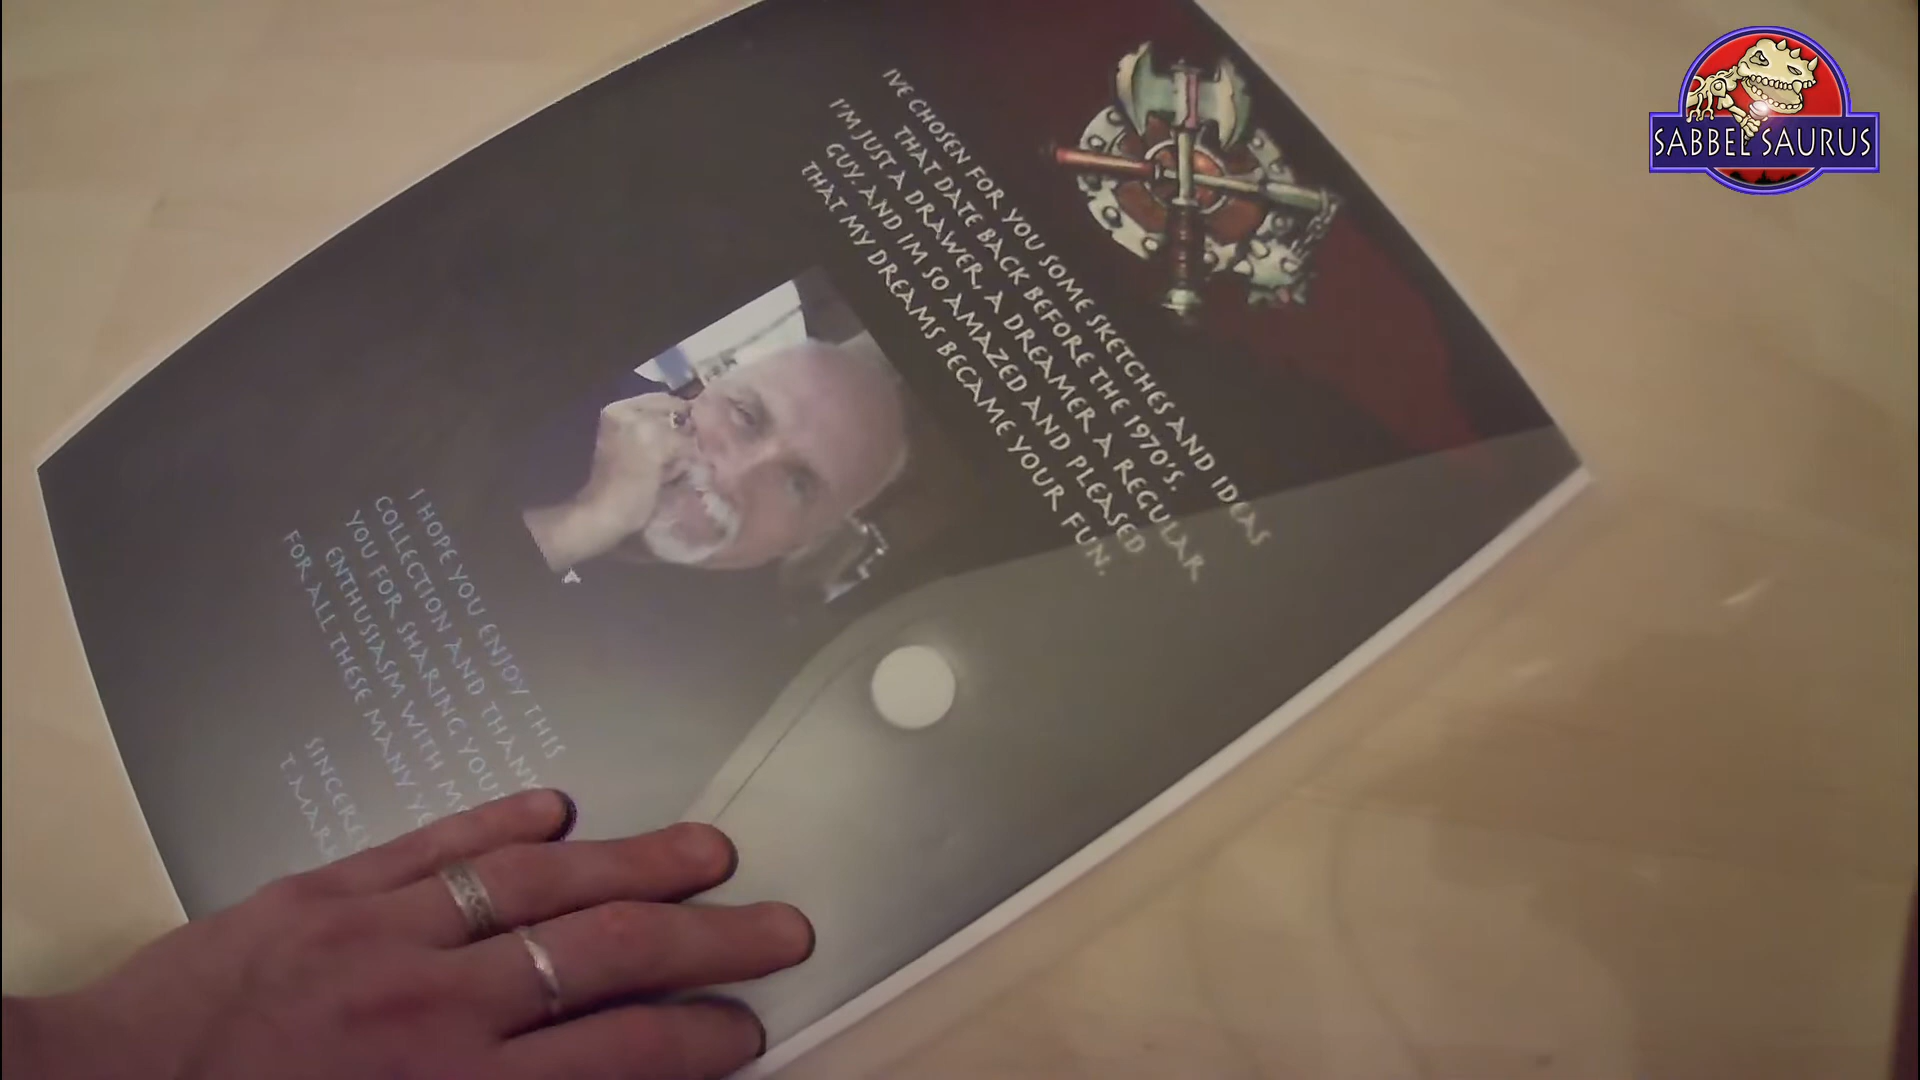 IVE CHOSEN FOR YOU SOME SKETCHES AND IDEAS
THAT DATE BACK BEFORE THE 1970'S.
I'M JUST A DRAWER, A DREAMER A REGULAR
GUY. AND IM SO AMAZED AND PLEASED
THAT MY DREAMS BECAME YOUR FUN.
I HOPE YOU ENJOY THIS
COLLECTION AND THANK
YOU FOR SHARING YOUR
ENTHUSIASM WITH ME
FOR ALL THESE MANY
T.MARK
SABBEL SAURUS